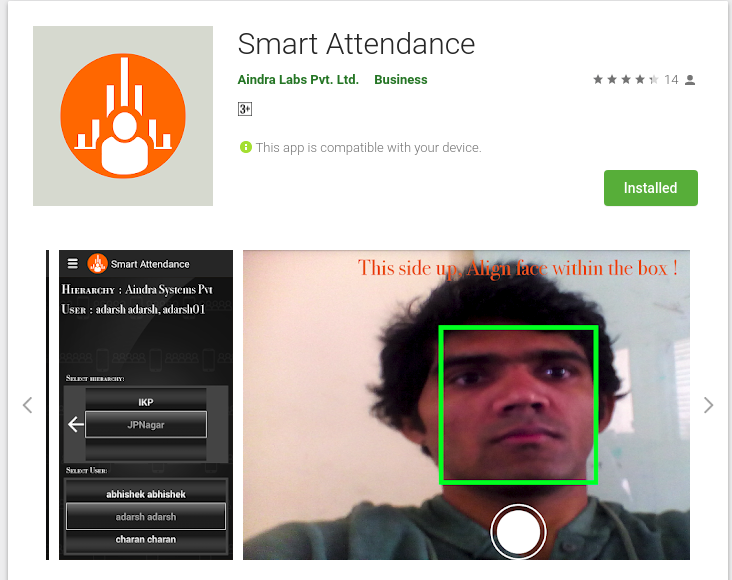 Smart Attendance
Aindra Labs Pvt. Ltd. Business
14
3+
This app is compatible with your device.
Installed
Smart Attendance
Hierarchy : Aindra Systems Pvt
User : adarsh adarsh, adarsh01
Select hierarchy:
IKP
JPNagar
Select User:
abhishek abhishek
adarsh adarsh
charan charan
This side up, Align face within the box !